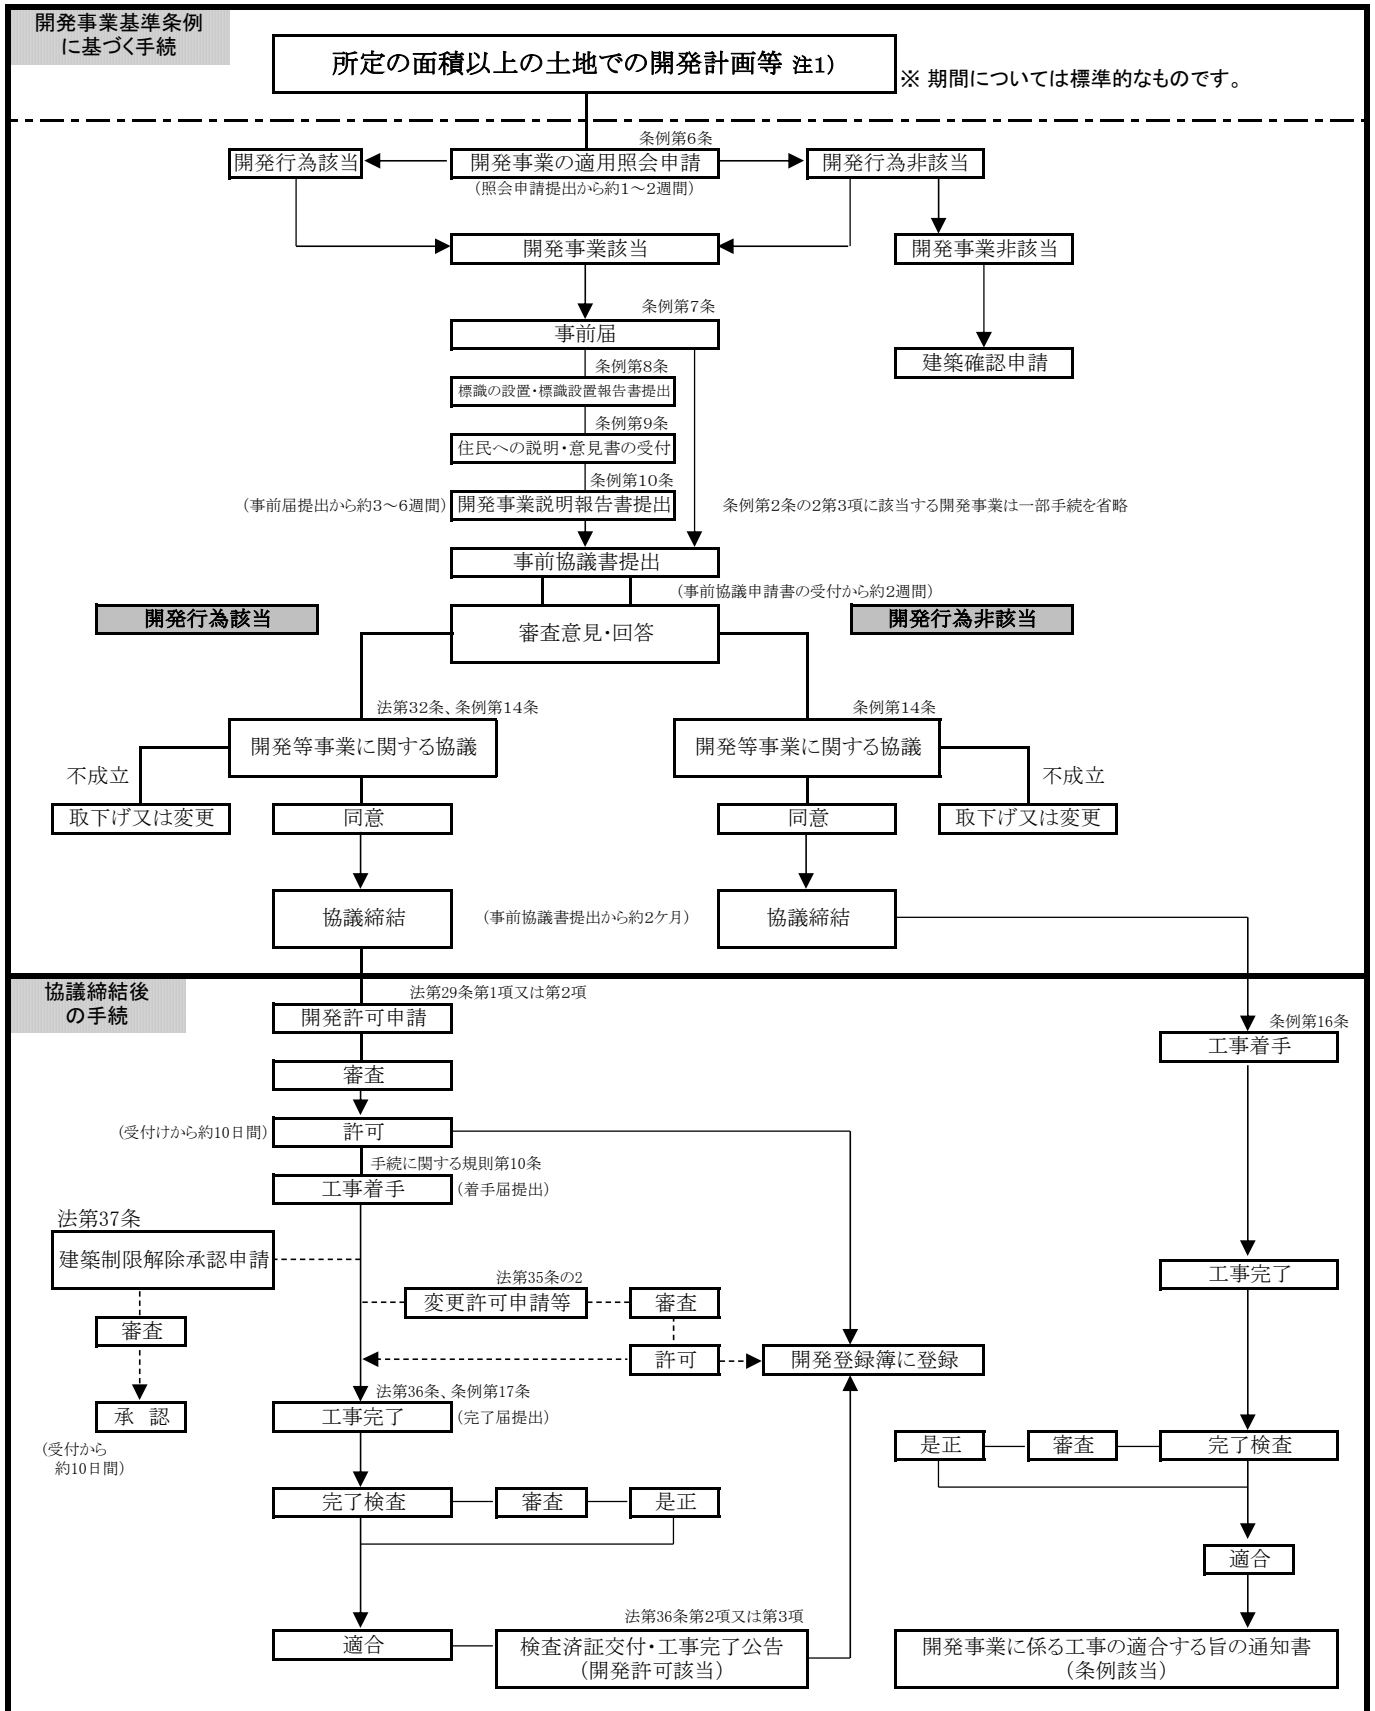 開発事業基準条例
に基づく手続
所定の面積以上の土地での開発計画等 注1）
※ 期間については標準的なものです。
条例第6条
開発行為該当
開発事業の適用照会申請
開発行為非該当
（照会申請提出から約1～2週間）
開発事業該当
開発事業非該当
条例第7条
事前届
建築確認申請
条例第8条
標識の設置・標識設置報告書提出
条例第9条
住民への説明・意見書の受付
条例第10条
（事前届提出から約3～6週間）
開発事業説明報告書提出
条例第2条の2第3項に該当する開発事業は一部手続を省略
事前協議書提出
（事前協議申請書の受付から約2週間）
開発行為該当
開発行為非該当
審査意見・回答
法第32条、条例第14条
条例第14条
開発等事業に関する協議
開発等事業に関する協議
不成立
不成立
取下げ又は変更
同意
同意
取下げ又は変更
協議締結
（事前協議書提出から約2ケ月）
協議締結
協議締結後
の手続
法第29条第1項又は第2項
開発許可申請
条例第16条
工事着手
審査
（受付けから約10日間）
許可
手続に関する規則第10条
工事着手
（着手届提出）
法第37条
建築制限解除承認申請
工事完了
法第35条の2
変更許可申請等
審査
審査
許可
開発登録簿に登録
法第36条、条例第17条
承 認
工事完了
（完了届提出）
（受付から
約10日間）
是正
審査
完了検査
完了検査
審査
是正
適合
法第36条第2項又は第3項
適合
検査済証交付・工事完了公告
（開発許可該当）
開発事業に係る工事の適合する旨の通知書
（条例該当）